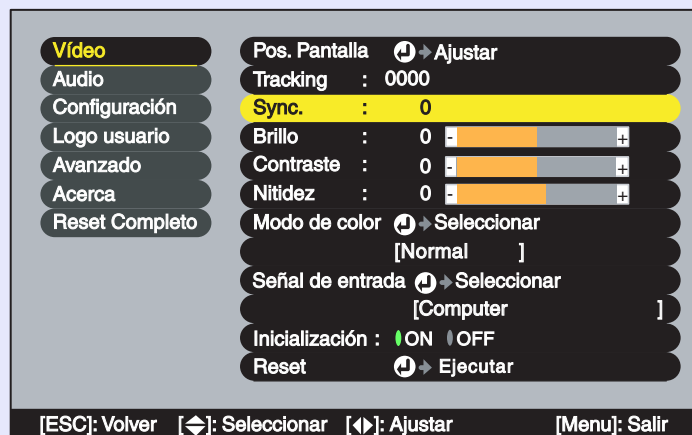 Vídeo
Audio
Configuración
Logo usuario
Avanzado
Acerca
Reset Completo
Pos. Pantalla Ajustar
Tracking : 0000
Sync. : 0
Brillo : 0 - +
Contraste : 0 - +
Nitidez : 0 - +
Modo de color Seleccionar
[Normal ]
Señal de entrada Seleccionar
[Computer ]
Inicialización : ON OFF
Reset Ejecutar
[ESC]: Volver [ ]: Seleccionar [ ]: Ajustar [Menu]: Salir